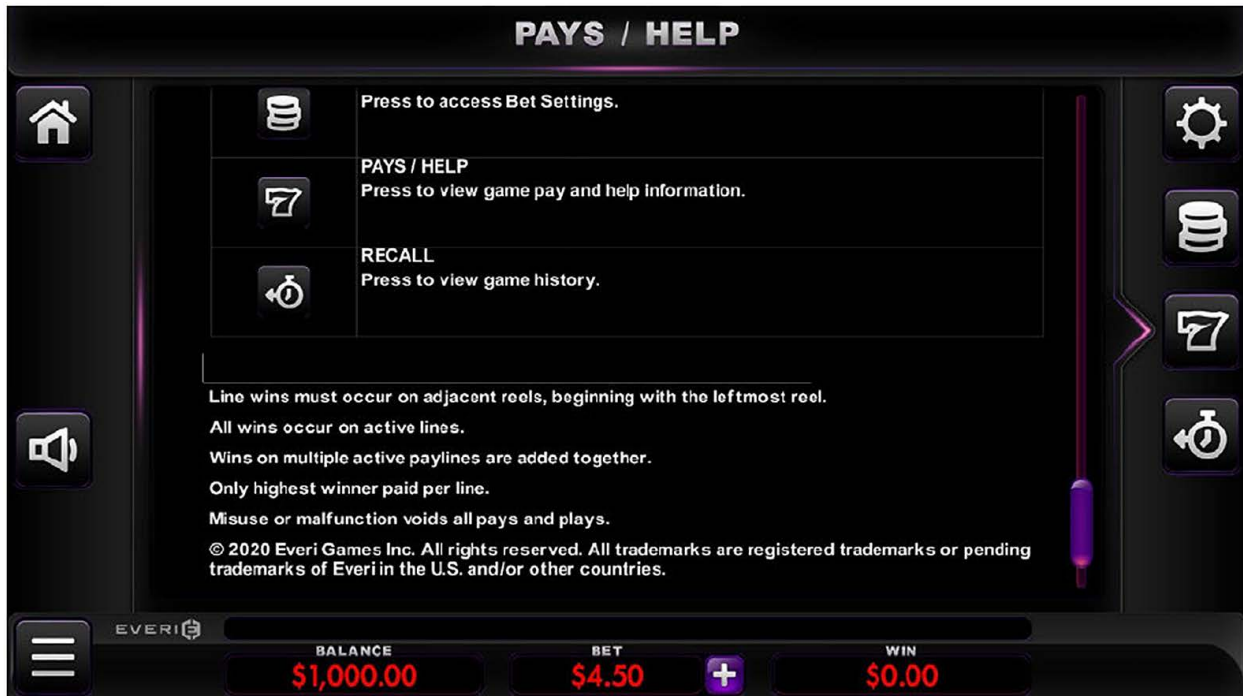 PAYS / HELP
Press to access Bet Settings.
PAYS / HELP
Press to view game pay and help information.
RECALL
Press to view game history.
Line wins must occur on adjacent reels, beginning with the leftmost reel.
All wins occur on active lines.
Wins on multiple active paylines are added together.
Only highest winner paid per line.
Misuse or malfunction voids all pays and plays.
© 2020 Everi Games Inc. All rights reserved. All trademarks are registered trademarks or pending
trademarks of Everi in the U.S. and/or other countries.
EVERI
BALANCE
$1,000.00
BET
$4.50
WIN
$0.00